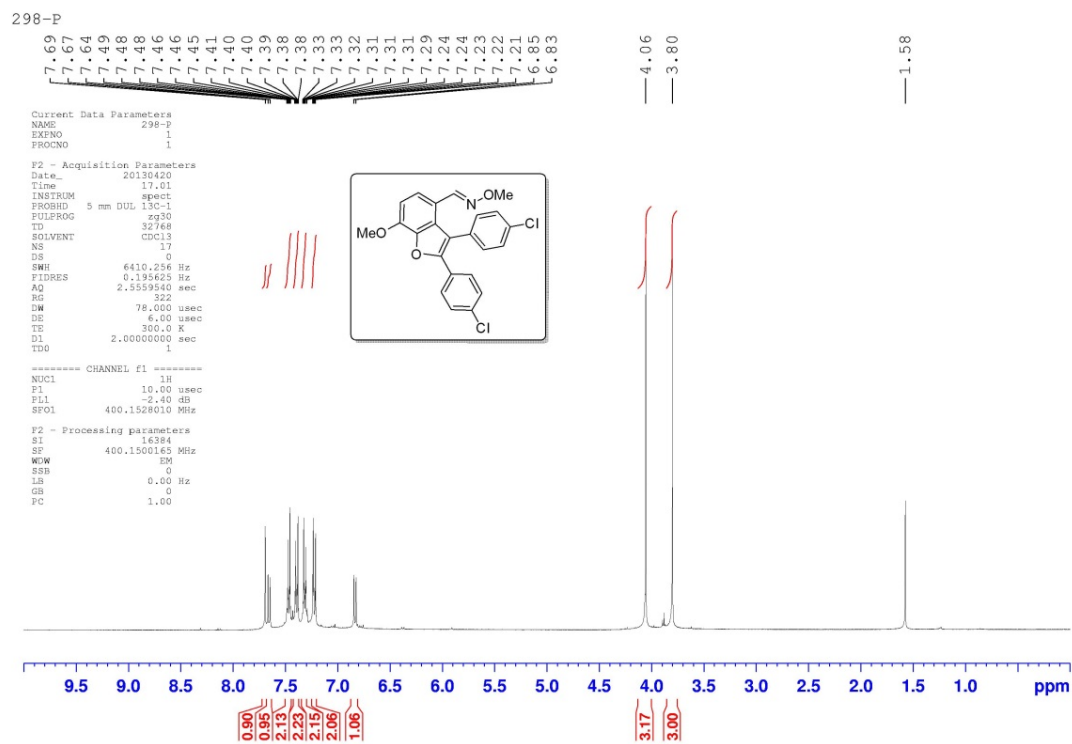 298-P
7.69 7.67 7.64 7.49 7.48 7.48 7.46 7.46 7.45 7.41 7.40 7.40 7.39 7.38 7.38 7.33 7.33 7.32 7.31 7.31 7.31 7.29 7.24 7.24 7.23 7.22 7.21 6.85 6.83 4.06 3.80 1.58
Current Data Parameters
NAME 298-P
EXPNO 1
PROCNO 1
F2 - Acquisition Parameters
Date_ 20130420
Time 17.01
INSTRUM spect
PROBHD 5 mm DUL 13C-1
PULPROG zg30
TD 32768
SOLVENT CDCl3
NS 17
DS 0
SWH 6410.256 Hz
FIDRES 0.195625 Hz
AQ 2.5559540 sec
RG 322
DW 78.000 usec
DE 6.00 usec
TE 300.0 K
D1 2.00000000 sec
TD0 1
======== CHANNEL f1 ========
NUC1 1H
P1 10.00 usec
PL1 -2.40 dB
SFO1 400.1528010 MHz
F2 - Processing parameters
SI 16384
SF 400.1500165 MHz
WDW EM
SSB 0
LB 0.00 Hz
GB 0
PC 1.00
N OMe
MeO
Cl
O
Cl
9.5 9.0 8.5 8.0 7.5 7.0 6.5 6.0 5.5 5.0 4.5 4.0 3.5 3.0 2.5 2.0 1.5 1.0 ppm
0.90 0.95 2.13 2.23 2.15 2.06 1.06 3.17 3.00